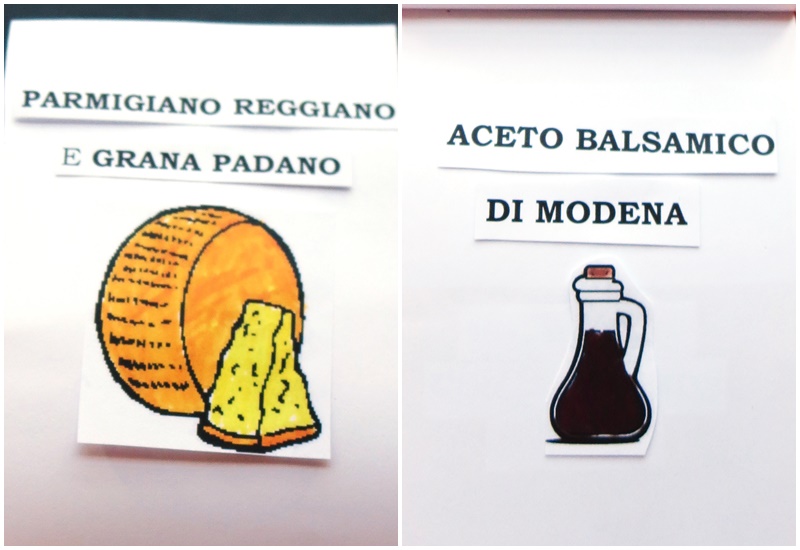 PARMIGIANO REGGIANO
E GRANA PADANO
ACETO BALSAMICO
DI MODENA